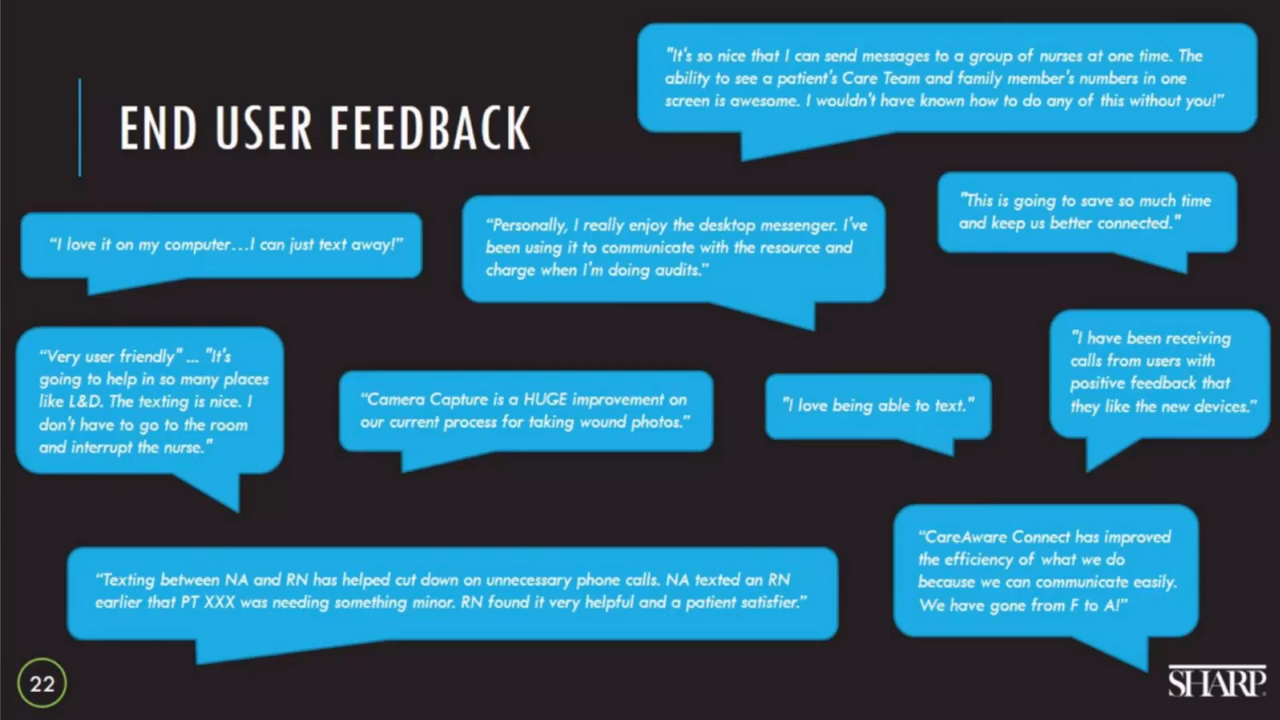 END USER FEEDBACK
"It's so nice that I can send messages to a group of nurses at one time. The
ability to see a patient's Care Team and family member's numbers in one
screen is awesome. I wouldn't have known how to do any of this without you!"
"I love it on my computer...I can just text away!"
"Personally, I really enjoy the desktop messenger. I've
been using it to communicate with the resource and
charge when I'm doing audits."
"This is going to save so much time
and keep us better connected."
"Very user friendly" ... "It's
going to help in so many places
like L&D. The texting is nice. I
don't have to go to the room
and interrupt the nurse."
"Camera Capture is a HUGE improvement on
our current process for taking wound photos."
"I love being able to text."
"I have been receiving
calls from users with
positive feedback that
they like the new devices."
"Texting between NA and RN has helped cut down on unnecessary phone calls. NA texted an RN
earlier that PT XXX was needing something minor. RN found it very helpful and a patient satisfier."
"CareAware Connect has improved
the efficiency of what we do
because we can communicate easily.
We have gone from F to A!"
22
SHARP